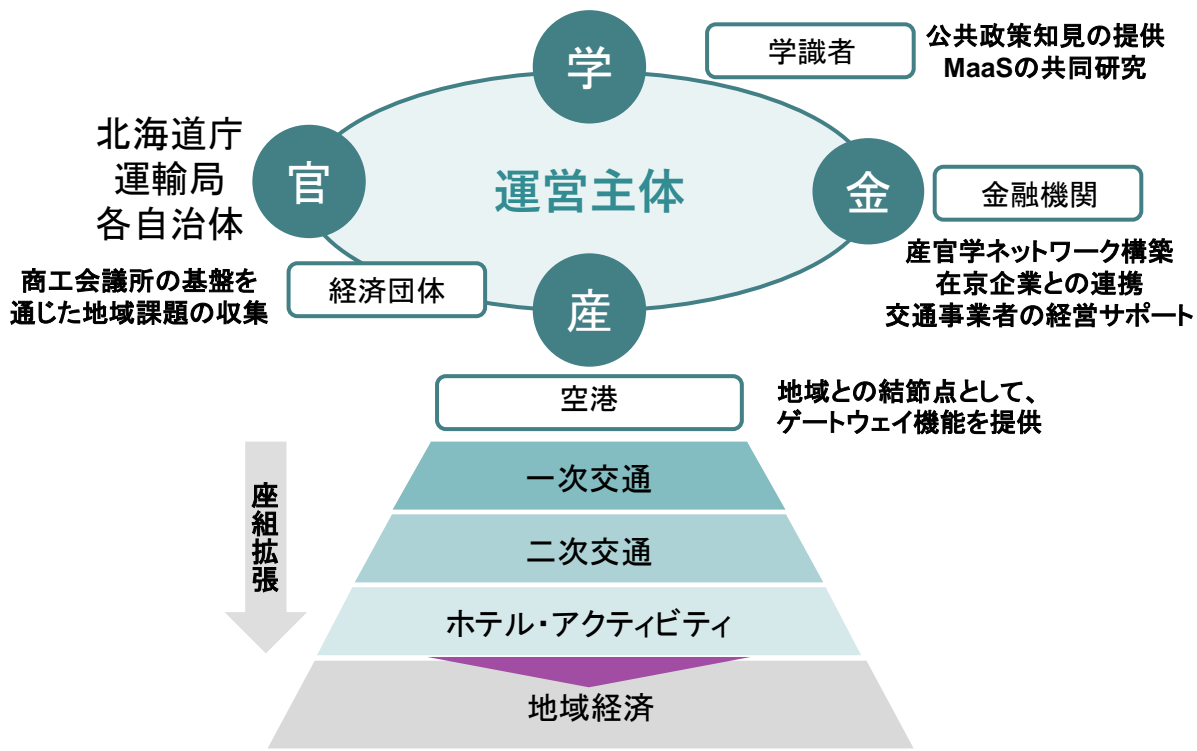 学
学識者
公共政策知見の提供
MaaSの共同研究
北海道庁
運輸局
各自治体
官
運営主体
金
金融機関
産官学ネットワーク構築
在京企業との連携
交通事業者の経営サポート
商工会議所の基盤を
通じた地域課題の収集
経済団体
産
空港
地域との結節点として、
ゲートウェイ機能を提供
座組拡張
一次交通
二次交通
ホテル・アクティビティ
地域経済